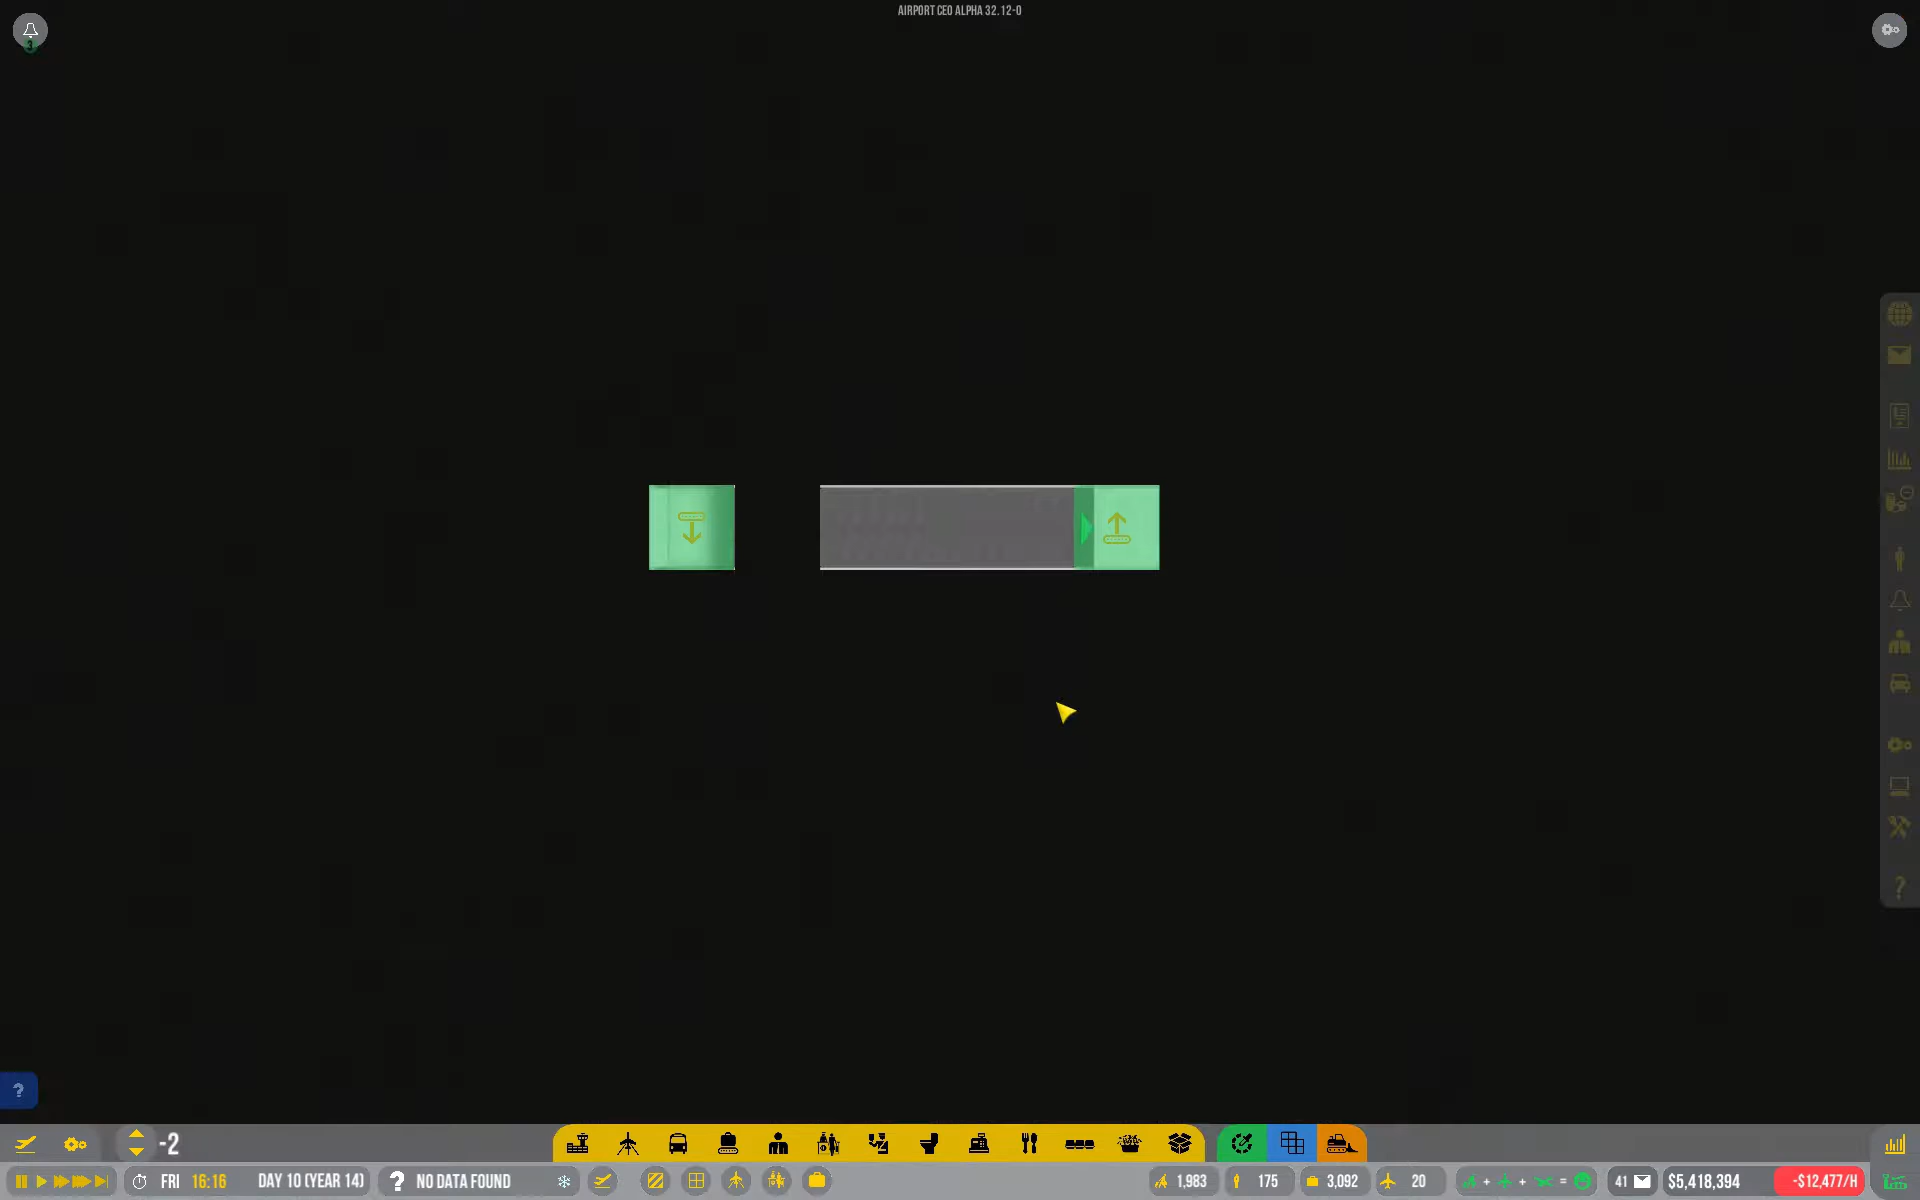 AIRPORT CEO ALPHA 32.12-0
3
?
-2
FRI 16:16 DAY 10 (YEAR 14) ? NO DATA FOUND 1,983 175 3,092 20 + + = 41 $5,418,394 -$12,477/H